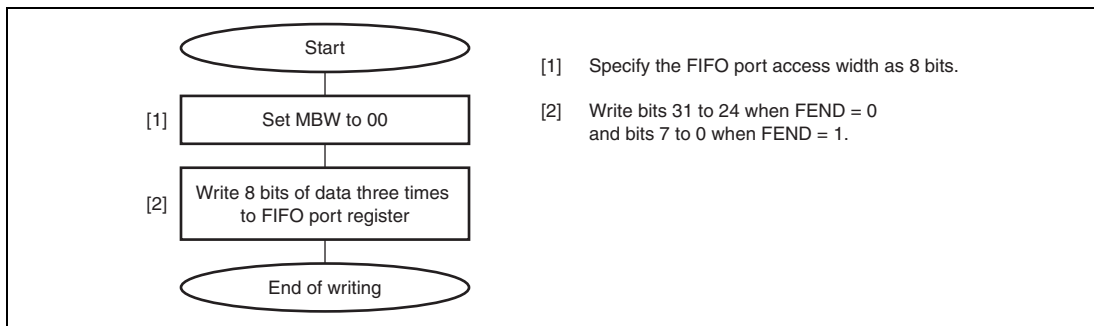 Start
[1] Set MBW to 00
[2] Write 8 bits of data three times
to FIFO port register
End of writing
[1] Specify the FIFO port access width as 8 bits.
[2] Write bits 31 to 24 when FEND = 0
and bits 7 to 0 when FEND = 1.